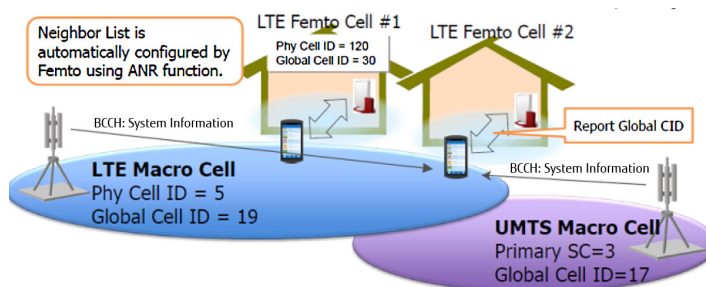 LTE Femto Cell #1
Neighbor List is
automatically configured by
Femto using ANR function.
Phy Cell ID = 120
Global Cell ID = 30
LTE Femto Cell #2
BCCH: System Information
Report Global CID
LTE Macro Cell
Phy Cell ID = 5
Global Cell ID = 19
BCCH: System Information
UMTS Macro Cell
Primary SC=3
Global Cell ID=17